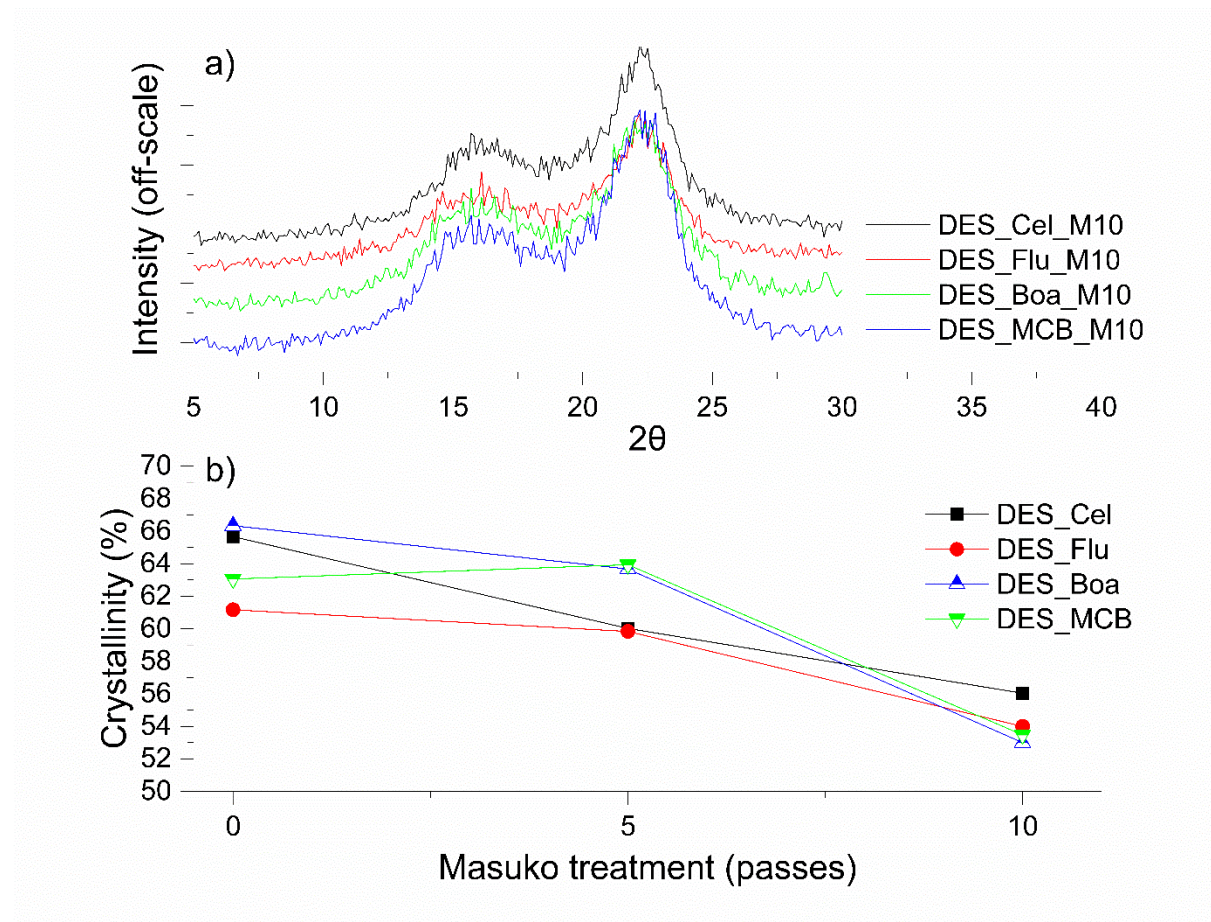 a)
Intensity (off-scale)
DES_Cel_M10
DES_Flu_M10
DES_Boa_M10
DES_MCB_M10
5 10 15 20 25 30 35 40
2θ
b)
Crystallinity (%)
70
68
66
64
62
60
58
56
54
52
50
DES_Cel
DES_Flu
DES_Boa
DES_MCB
0 5 10
Masuko treatment (passes)